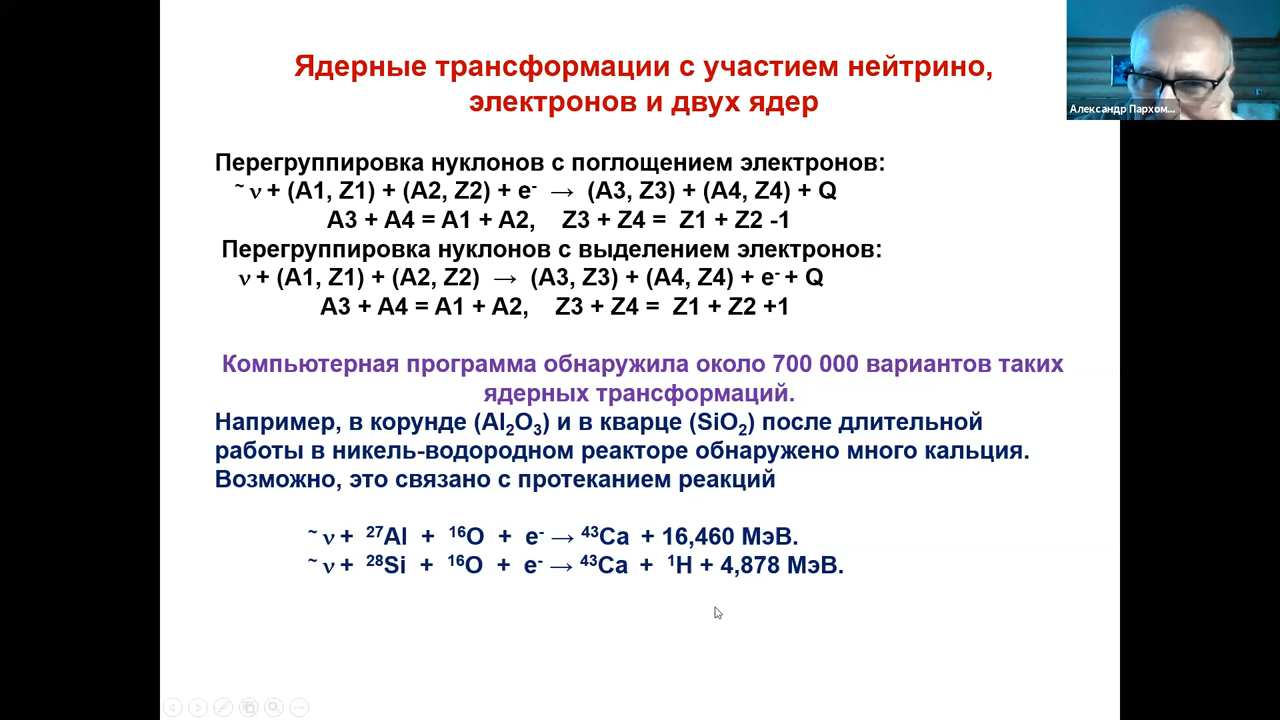 Ядерные трансформации с участием нейтрино,
электронов и двух ядер
Александр Пархом...
Перегруппировка нуклонов с поглощением электронов:
~ ν + (A1, Z1) + (A2, Z2) + e⁻ → (A3, Z3) + (A4, Z4) + Q
A3 + A4 = A1 + A2, Z3 + Z4 = Z1 + Z2 -1
Перегруппировка нуклонов с выделением электронов:
ν + (A1, Z1) + (A2, Z2) → (A3, Z3) + (A4, Z4) + e⁻ + Q
A3 + A4 = A1 + A2, Z3 + Z4 = Z1 + Z2 +1
Компьютерная программа обнаружила около 700 000 вариантов таких
ядерных трансформаций.
Например, в корунде (Al₂O₃) и в кварце (SiO₂) после длительной
работы в никель-водородном реакторе обнаружено много кальция.
Возможно, это связано с протеканием реакций
~ ν + ²⁷Al + ¹⁶O + e⁻ → ⁴³Ca + 16,460 МэВ.
~ ν + ²⁸Si + ¹⁶O + e⁻ → ⁴³Ca + ¹H + 4,878 МэВ.